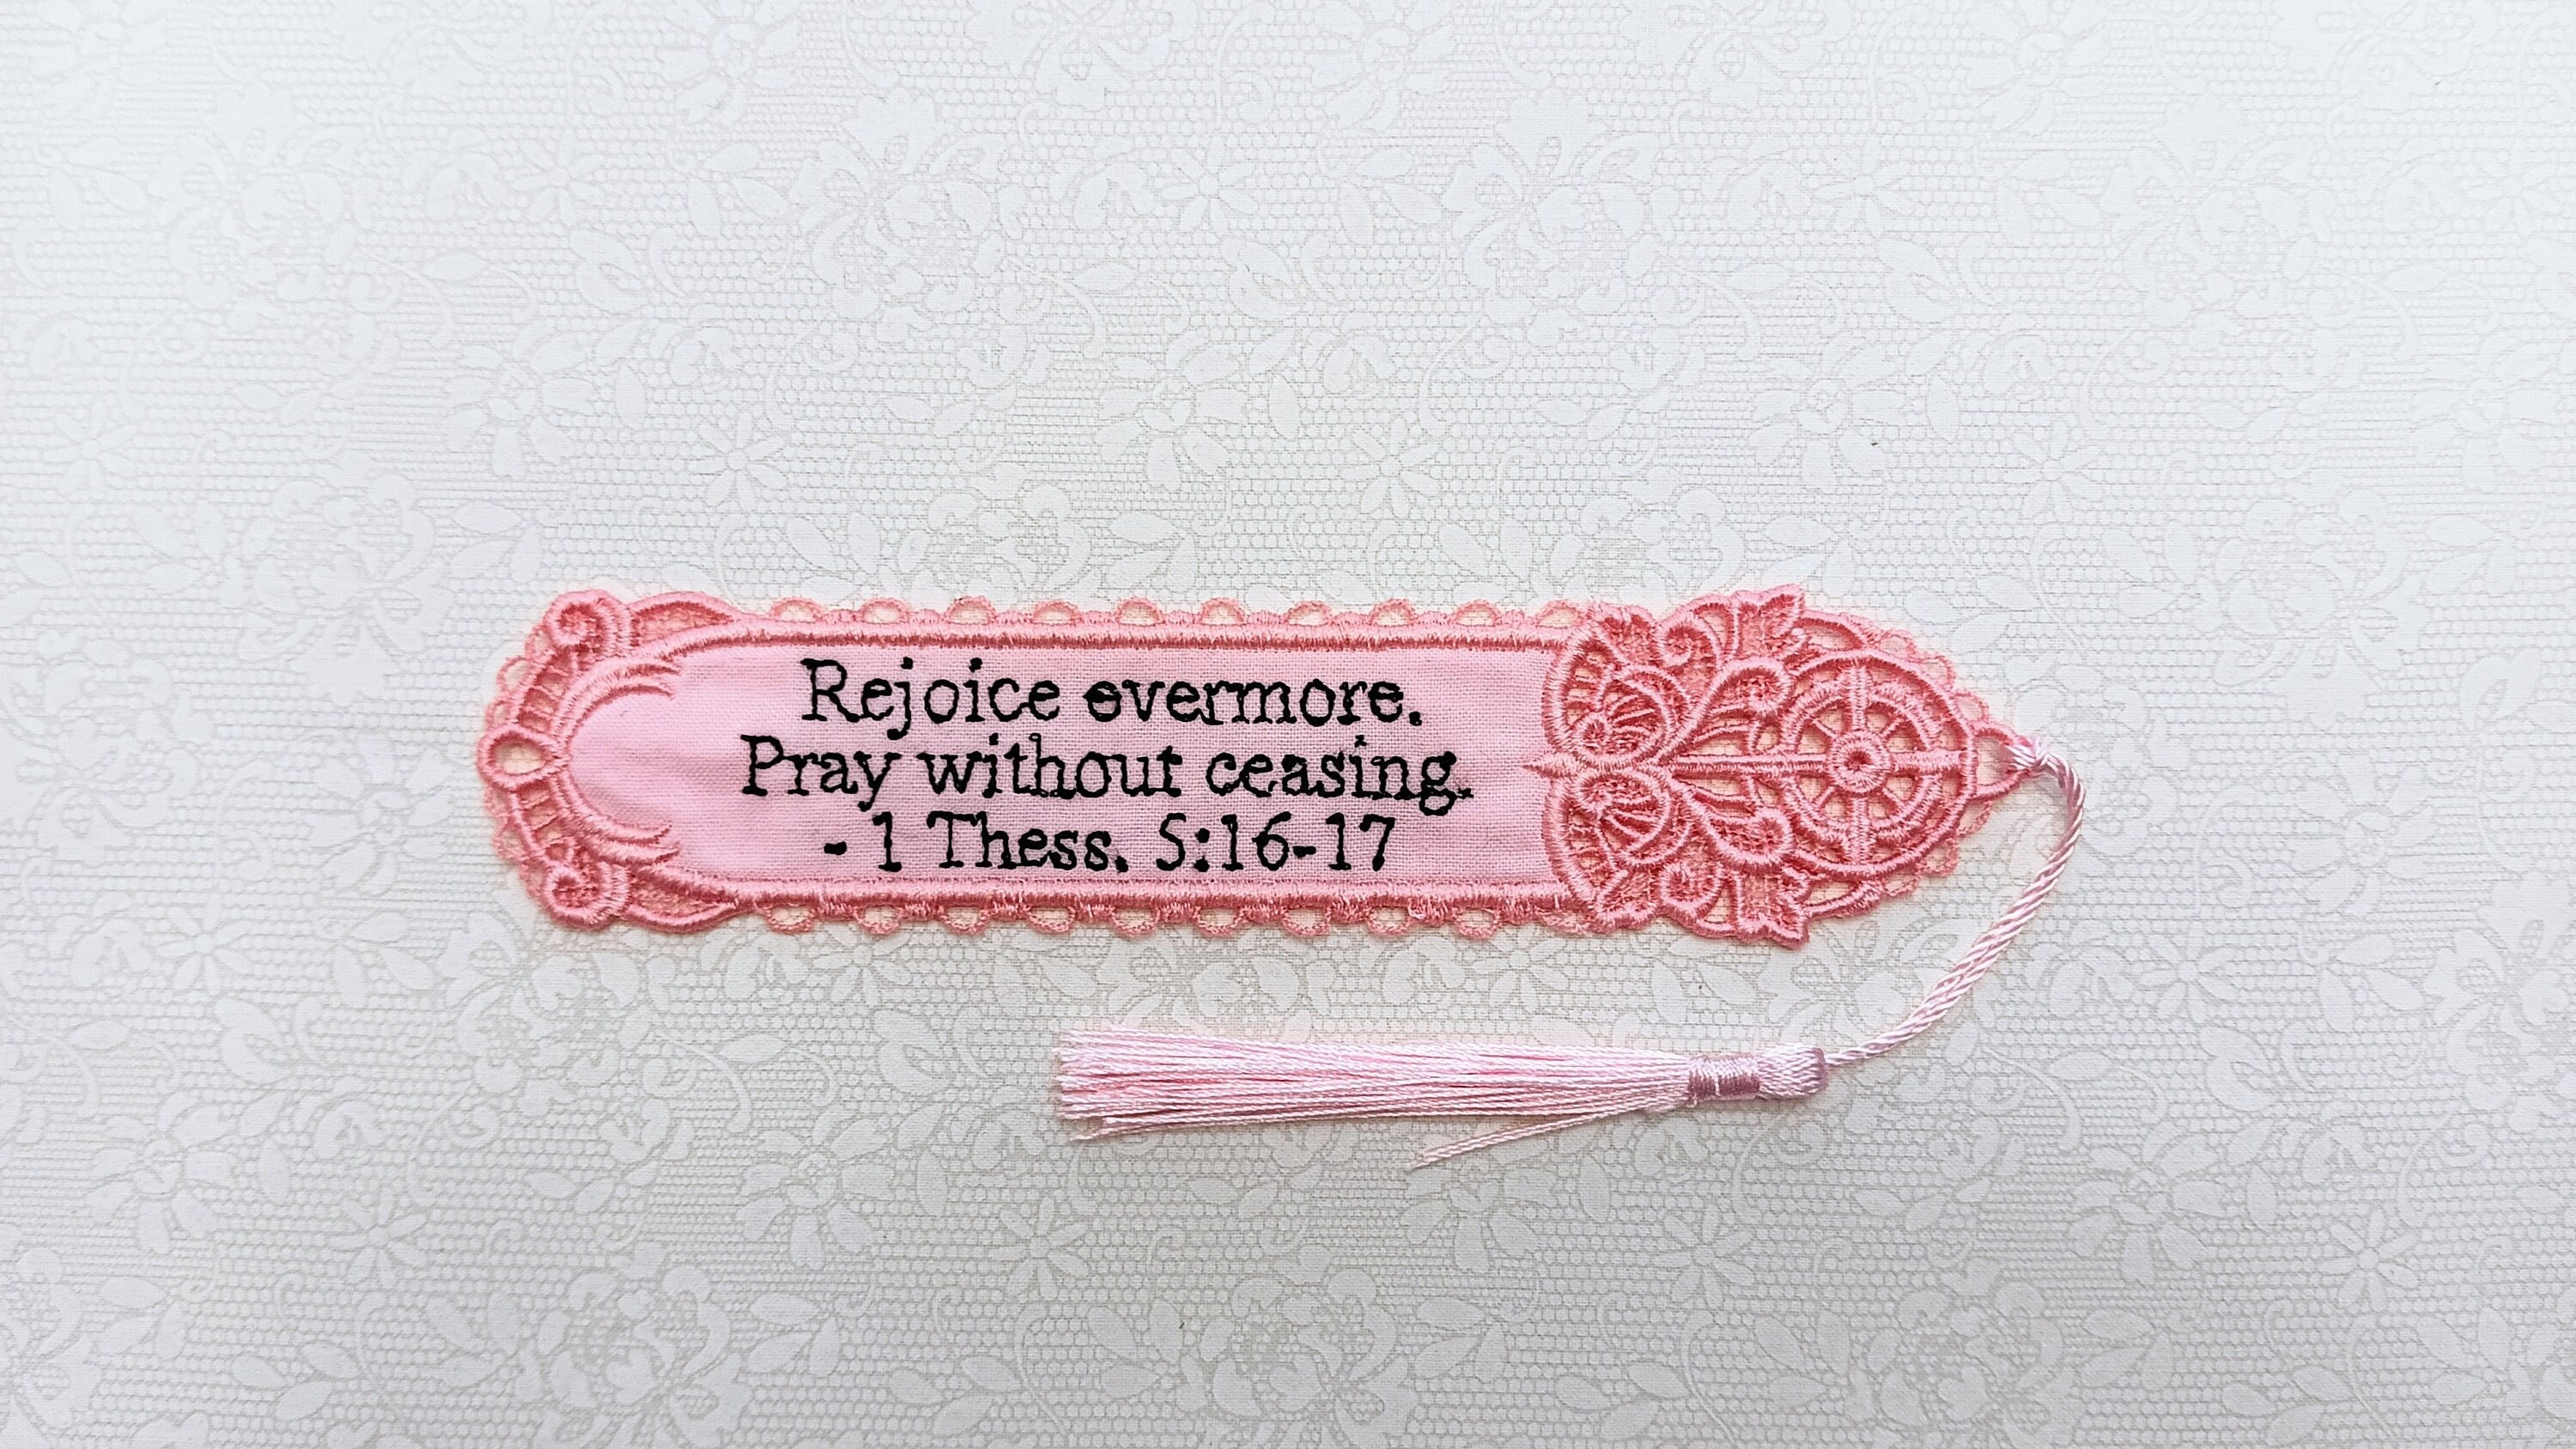 Rejoice evermore.
Pray without ceasing.
- 1 Thess. 5:16-17